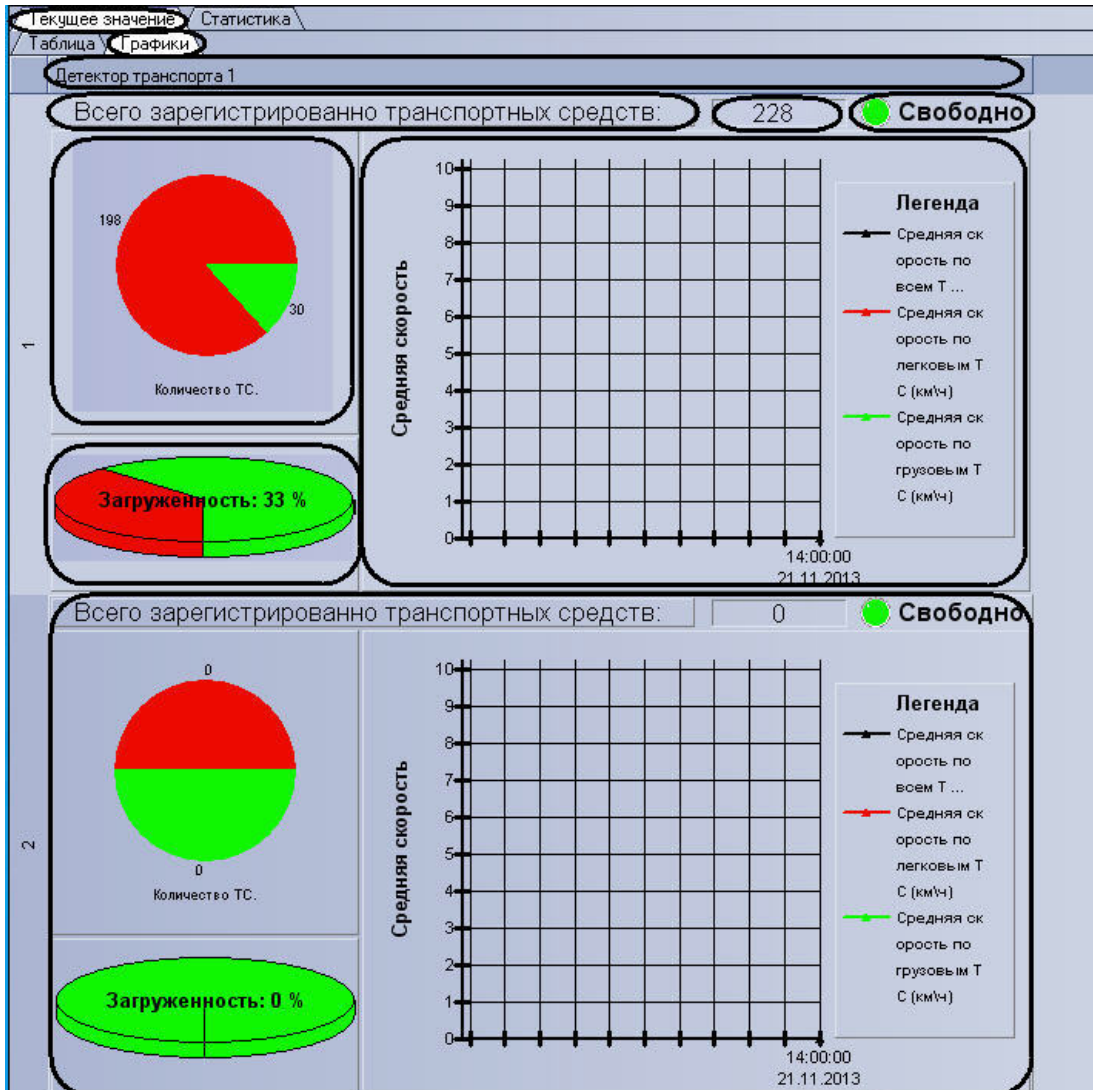 Текущее значение Статистика
Таблица Графики
Детектор транспорта 1
Всего зарегистрированно транспортных средств: 228 Свободно
1
198
30
Количество ТС.
Загруженность: 33 %
Средняя скорость
10
9
8
7
6
5
4
3
2
1
0
14:00:00
21.11.2013
Легенда
Средняя ск
орость по
всем Т ...
Средняя ск
орость по
легковым Т
С (км\ч)
Средняя ск
орость по
грузовым Т
С (км\ч)
Всего зарегистрированно транспортных средств: 0 Свободно
2
0
0
Количество ТС.
Загруженность: 0 %
Средняя скорость
10
9
8
7
6
5
4
3
2
1
0
14:00:00
21.11.2013
Легенда
Средняя ск
орость по
всем Т ...
Средняя ск
орость по
легковым Т
С (км\ч)
Средняя ск
орость по
грузовым Т
С (км\ч)